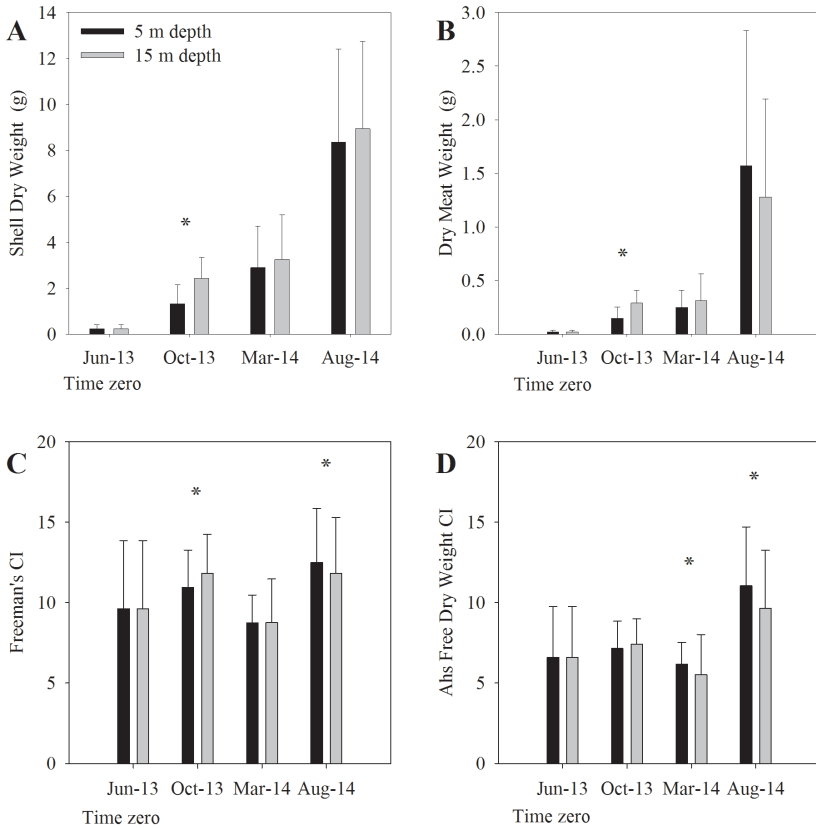 A
5 m depth
15 m depth
Shell Dry Weight (g)
14
12
10
8
6
4
2
0
*
Jun-13 Oct-13 Mar-14 Aug-14
Time zero
B
Dry Meat Weight (g)
3.0
2.5
2.0
1.5
1.0
0.5
0.0
*
Jun-13 Oct-13 Mar-14 Aug-14
Time zero
C
Freeman's CI
20
15
10
5
0
* *
Jun-13 Oct-13 Mar-14 Aug-14
Time zero
D
Ahs Free Dry Weight CI
20
15
10
5
0
* *
Jun-13 Oct-13 Mar-14 Aug-14
Time zero